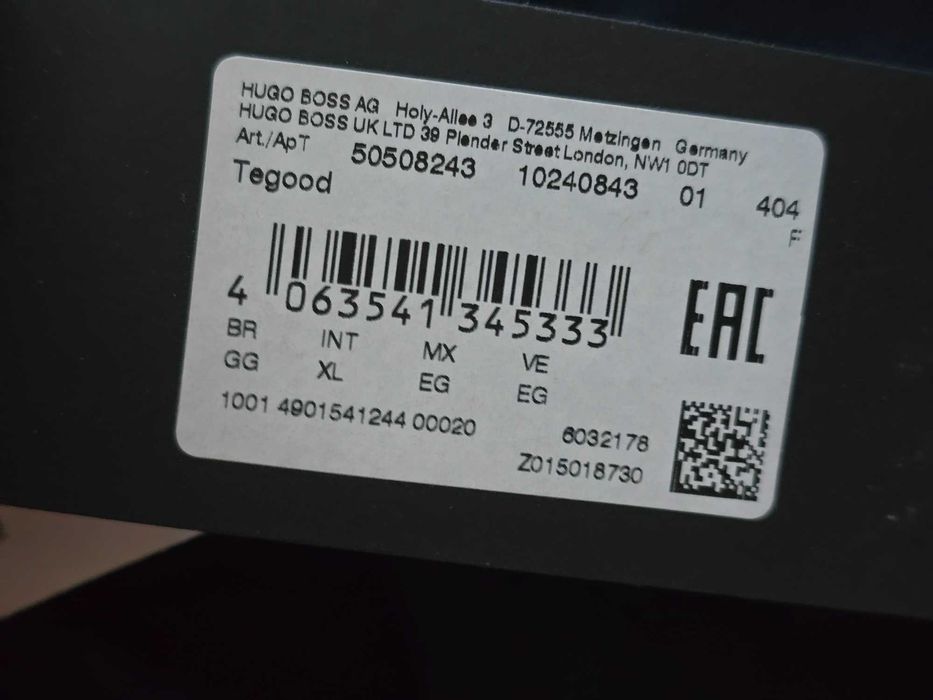 HUGO BOSS AG Holy-Allee 3 D-72555 Metzingen Germany
HUGO BOSS UK LTD 39 Plender Street London, NW1 0DT
Art./ApT 50508243 10240843 01 404
Tegood F
4 063541 345333
EAC
BR INT MX VE
GG XL EG EG
1001 4901541244 00020 6032178
Z015018730